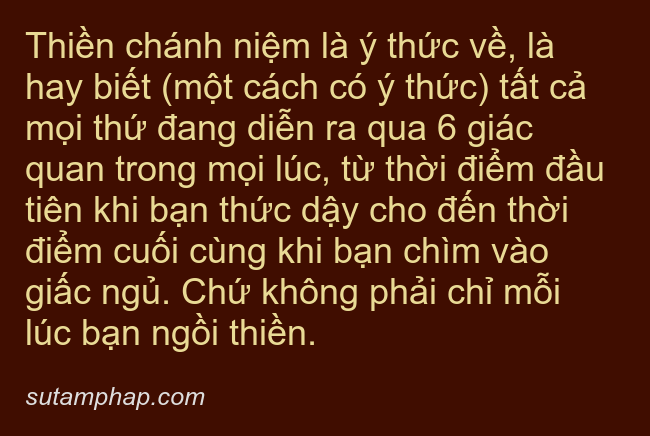 Thiền chánh niệm là ý thức về, là
hay biết (một cách có ý thức) tất cả
mọi thứ đang diễn ra qua 6 giác
quan trong mọi lúc, từ thời điểm đầu
tiên khi bạn thức dậy cho đến thời
điểm cuối cùng khi bạn chìm vào
giấc ngủ. Chứ không phải chỉ mỗi
lúc bạn ngồi thiền.
sutamphap.com